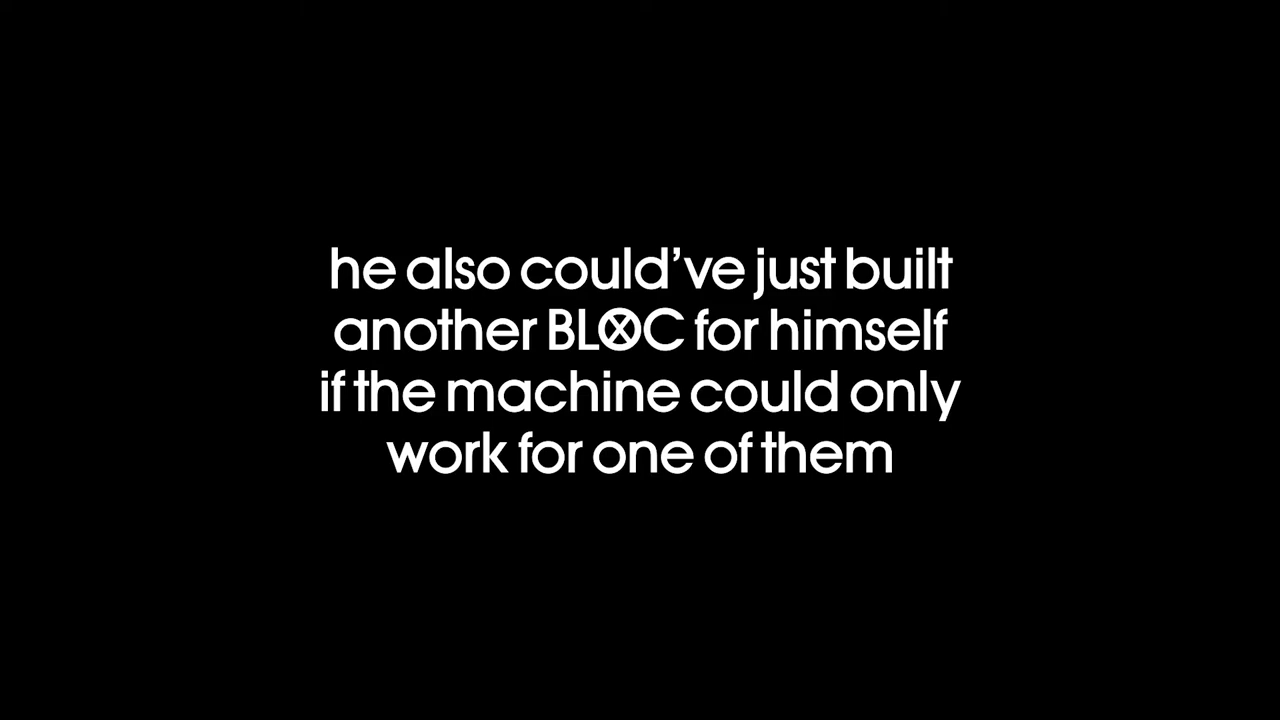 he also could’ve just built
another BLⓧC for himself
if the machine could only
work for one of them